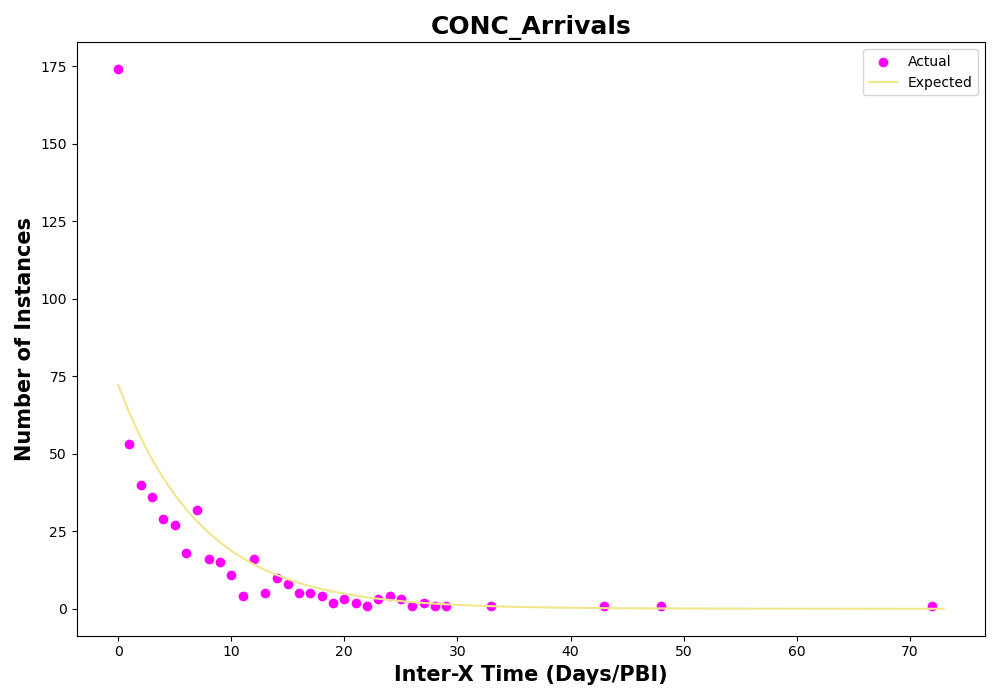 CONC_Arrivals
Actual
Expected
Number of Instances
175
150
125
100
75
50
25
0
0 10 20 30 40 50 60 70
Inter-X Time (Days/PBI)